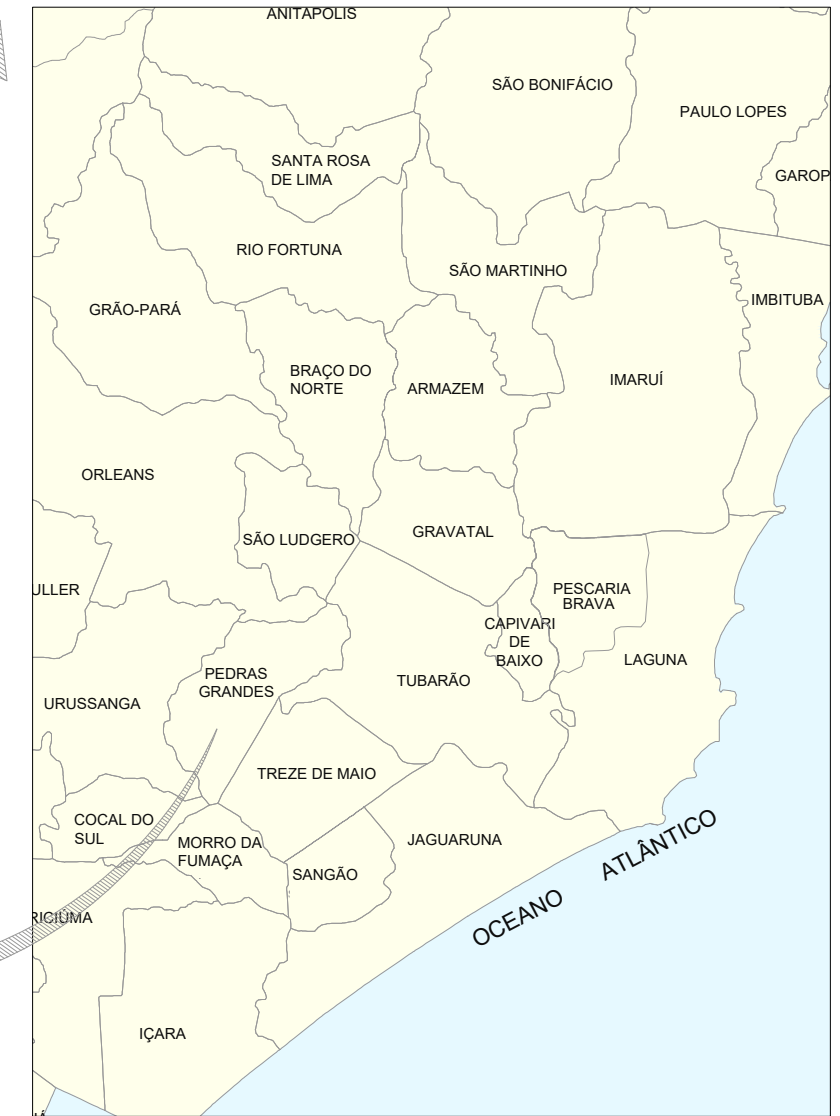 ANITAPOLIS
SÃO BONIFÁCIO
PAULO LOPES
SANTA ROSA
DE LIMA
GAROP
RIO FORTUNA
SÃO MARTINHO
IMBITUBA
GRÃO-PARÁ
BRAÇO DO
NORTE
ARMAZEM
IMARUÍ
ORLEANS
SÃO LUDGERO
GRAVATAL
ULLER
PESCARIA
BRAVA
CAPIVARI
DE
BAIXO
LAGUNA
PEDRAS
GRANDES
TUBARÃO
URUSSANGA
TREZE DE MAIO
COCAL DO
SUL
MORRO DA
FUMAÇA
JAGUARUNA
SANGÃO
OCEANO ATLÂNTICO
RICIÚMA
IÇARA